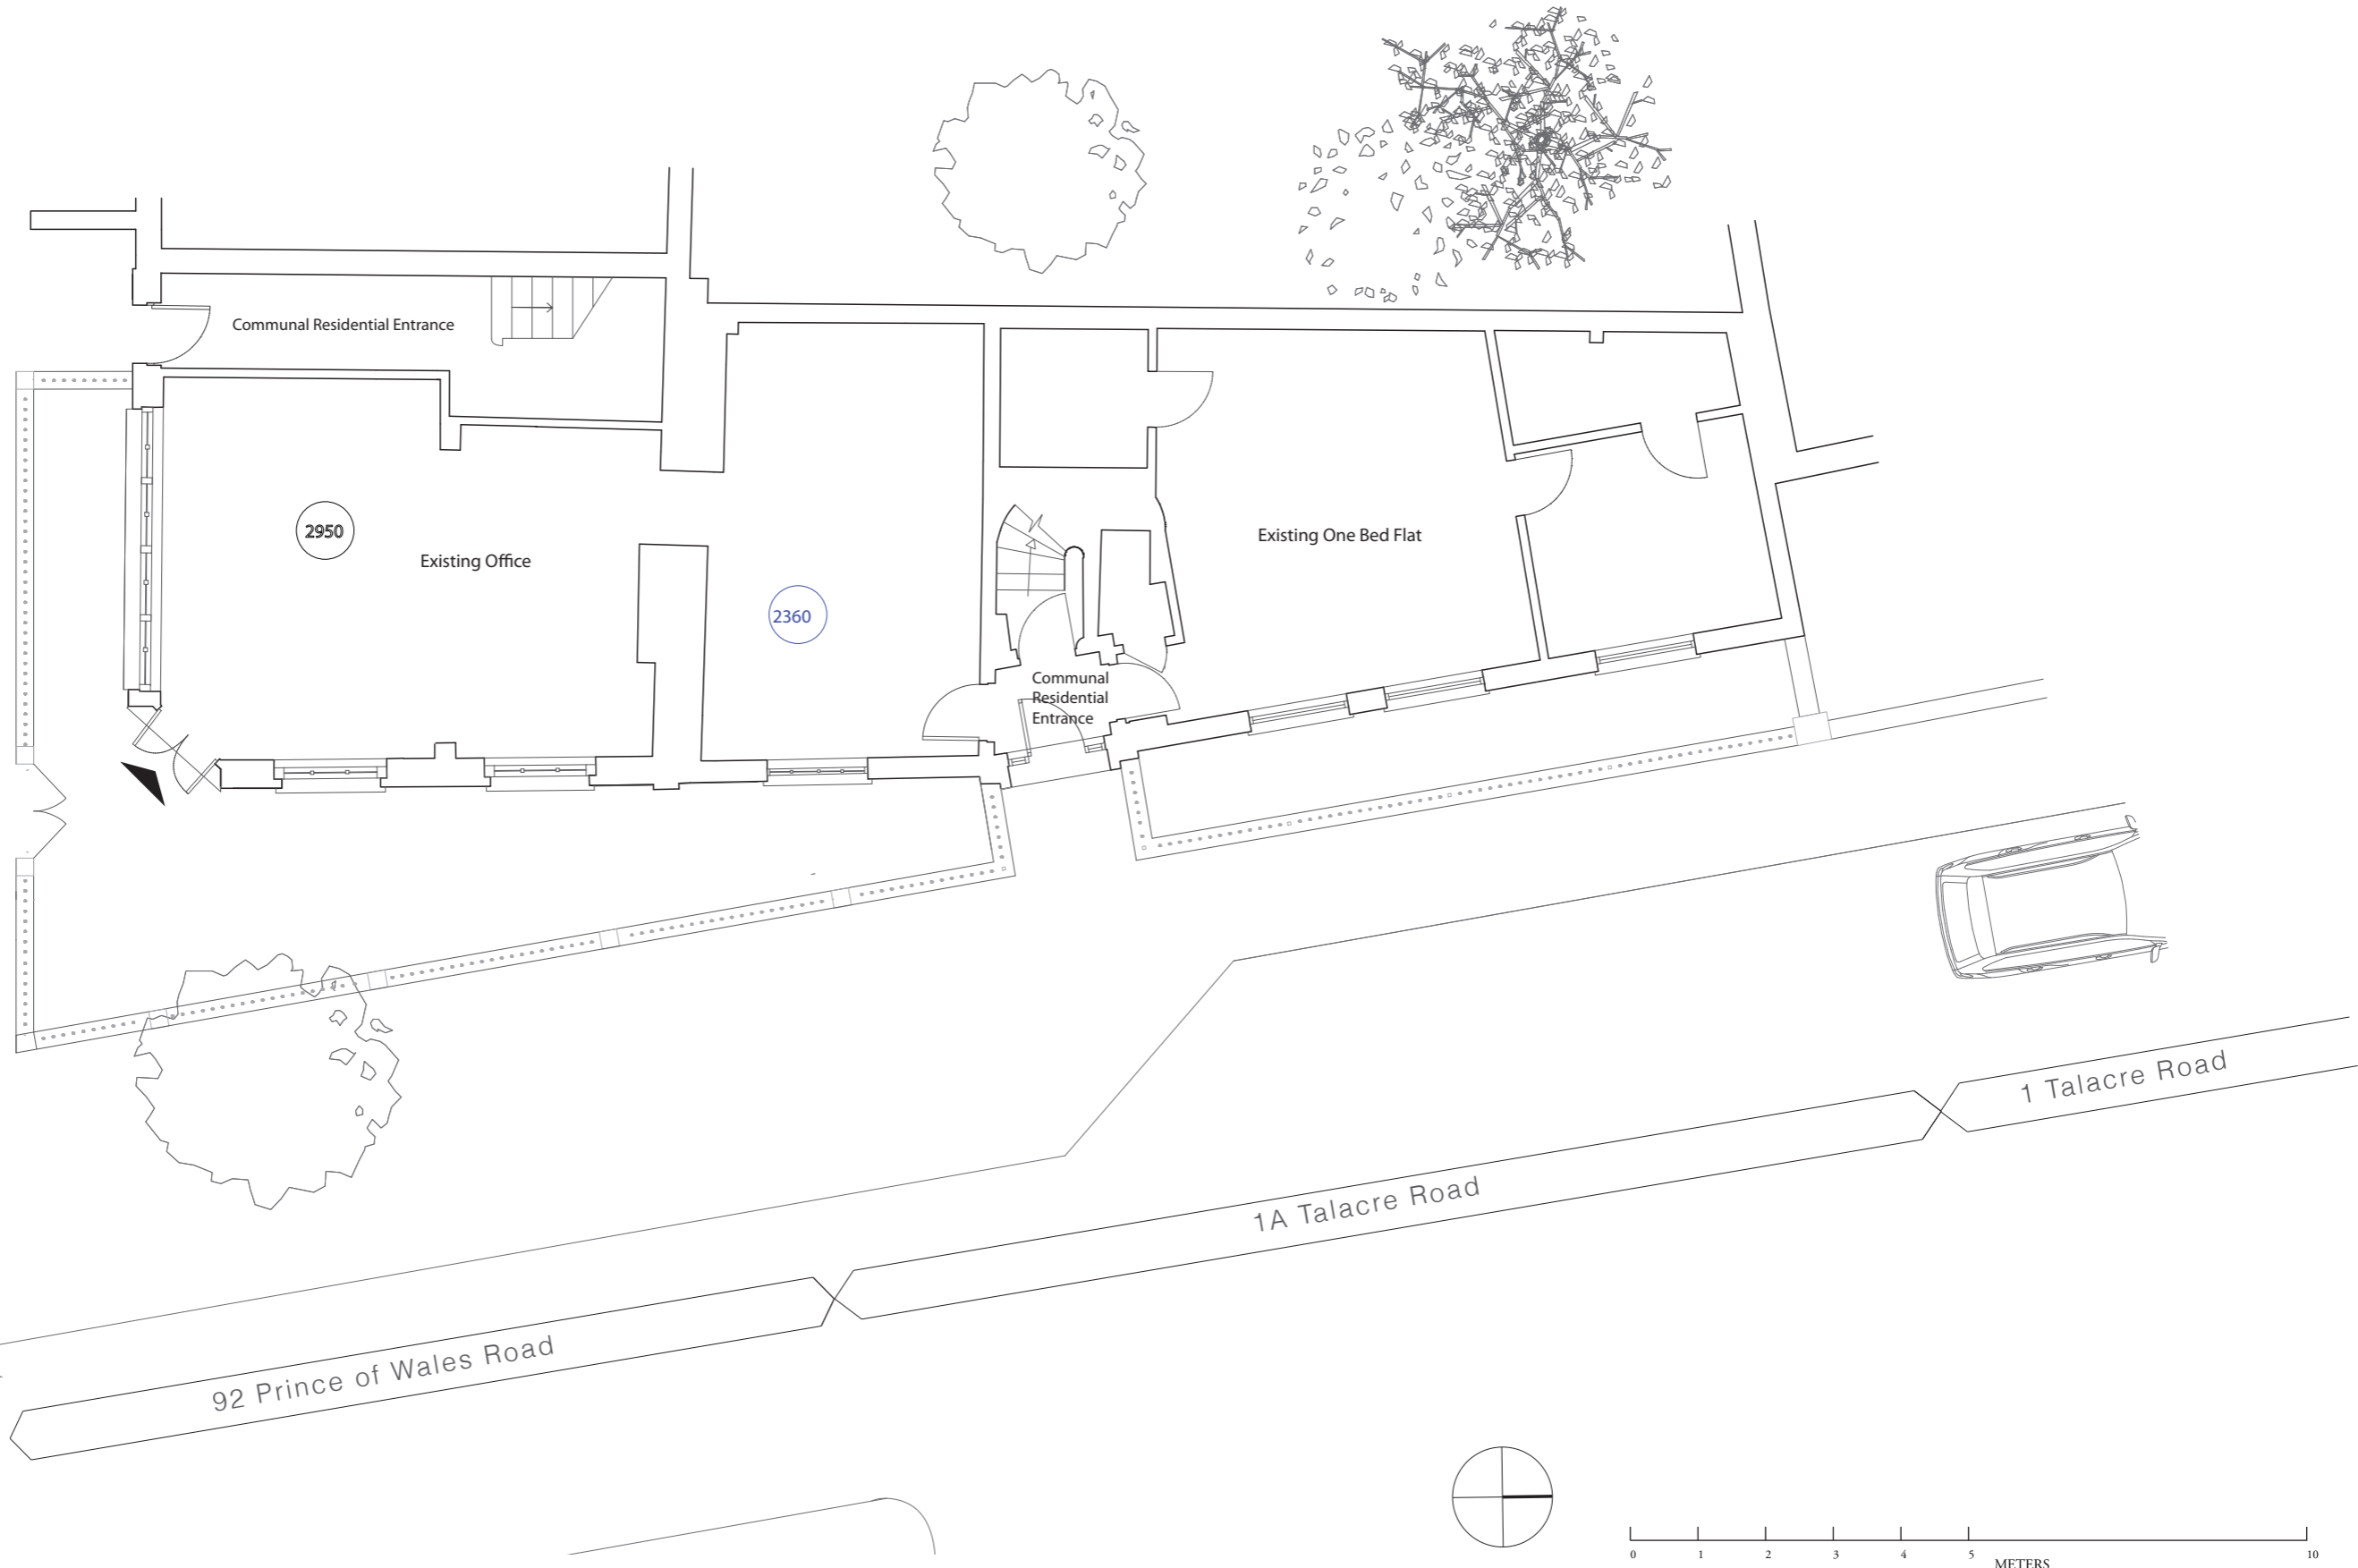 Communal Residential Entrance
2950
Existing Office
2360
Existing One Bed Flat
Communal
Residential
Entrance
1 Talacre Road
1A Talacre Road
92 Prince of Wales Road
0 1 2 3 4 5 10
METERS